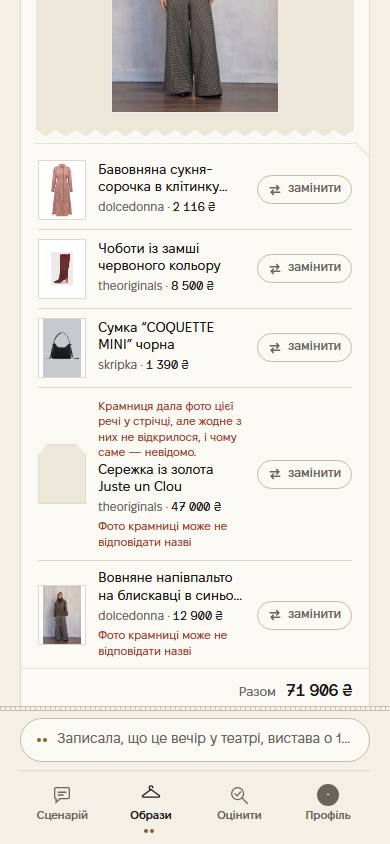 Бавовняна сукня-
сорочка в клітинку...
dolcedonna · 2 116 ₴
замінити
Чоботи із замші
червоного кольору
theoriginals · 8 500 ₴
замінити
Сумка "COQUETTE
MINI" чорна
skripka · 1 390 ₴
замінити
Крамниця дала фото цієї
речі у стрічці, але жодне з
них не відкрилося, і чому
саме — невідомо.
Сережка із золота
Juste un Clou
theoriginals · 47 000 ₴
Фото крамниці може не
відповідати назві
замінити
Вовняне напівпальто
на блискавці в синьо...
dolcedonna · 12 900 ₴
Фото крамниці може не
відповідати назві
замінити
Разом 71 906 ₴
Записала, що це вечір у театрі, вистава о 1...
Сценарій
Образи
Оцінити
Профіль